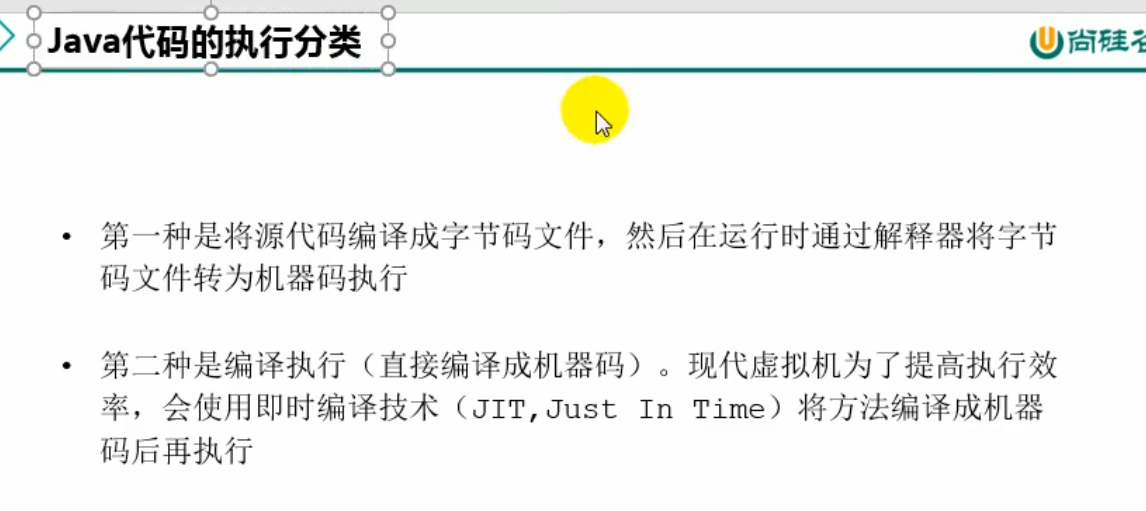 Java代码的执行分类
尚硅谷
• 第一种是将源代码编译成字节码文件，然后在运行时通过解释器将字节
码文件转为机器码执行
• 第二种是编译执行（直接编译成机器码）。现代虚拟机为了提高执行效
率，会使用即时编译技术（JIT,Just In Time）将方法编译成机器
码后再执行